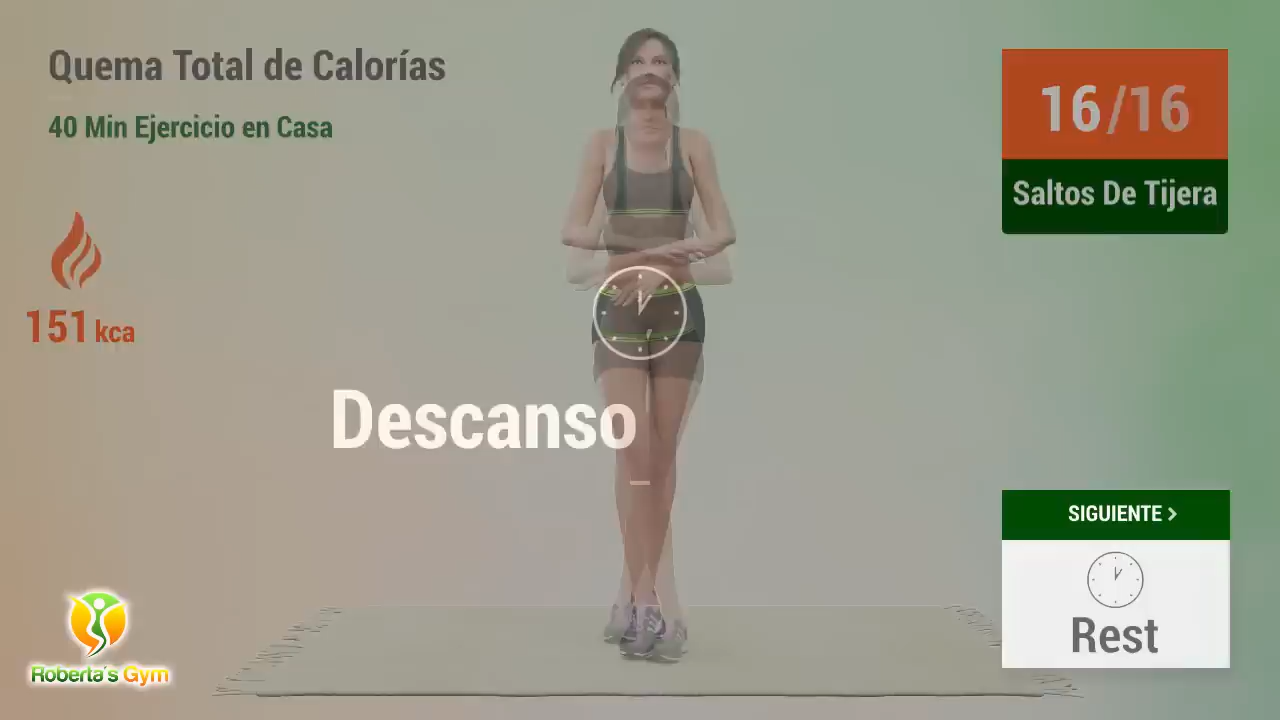 Quema Total de Calorías
40 Min Ejercicio en Casa
16/16
Saltos De Tijera
151 kca
Descanso
SIGUIENTE >
Rest
Roberta´s Gym